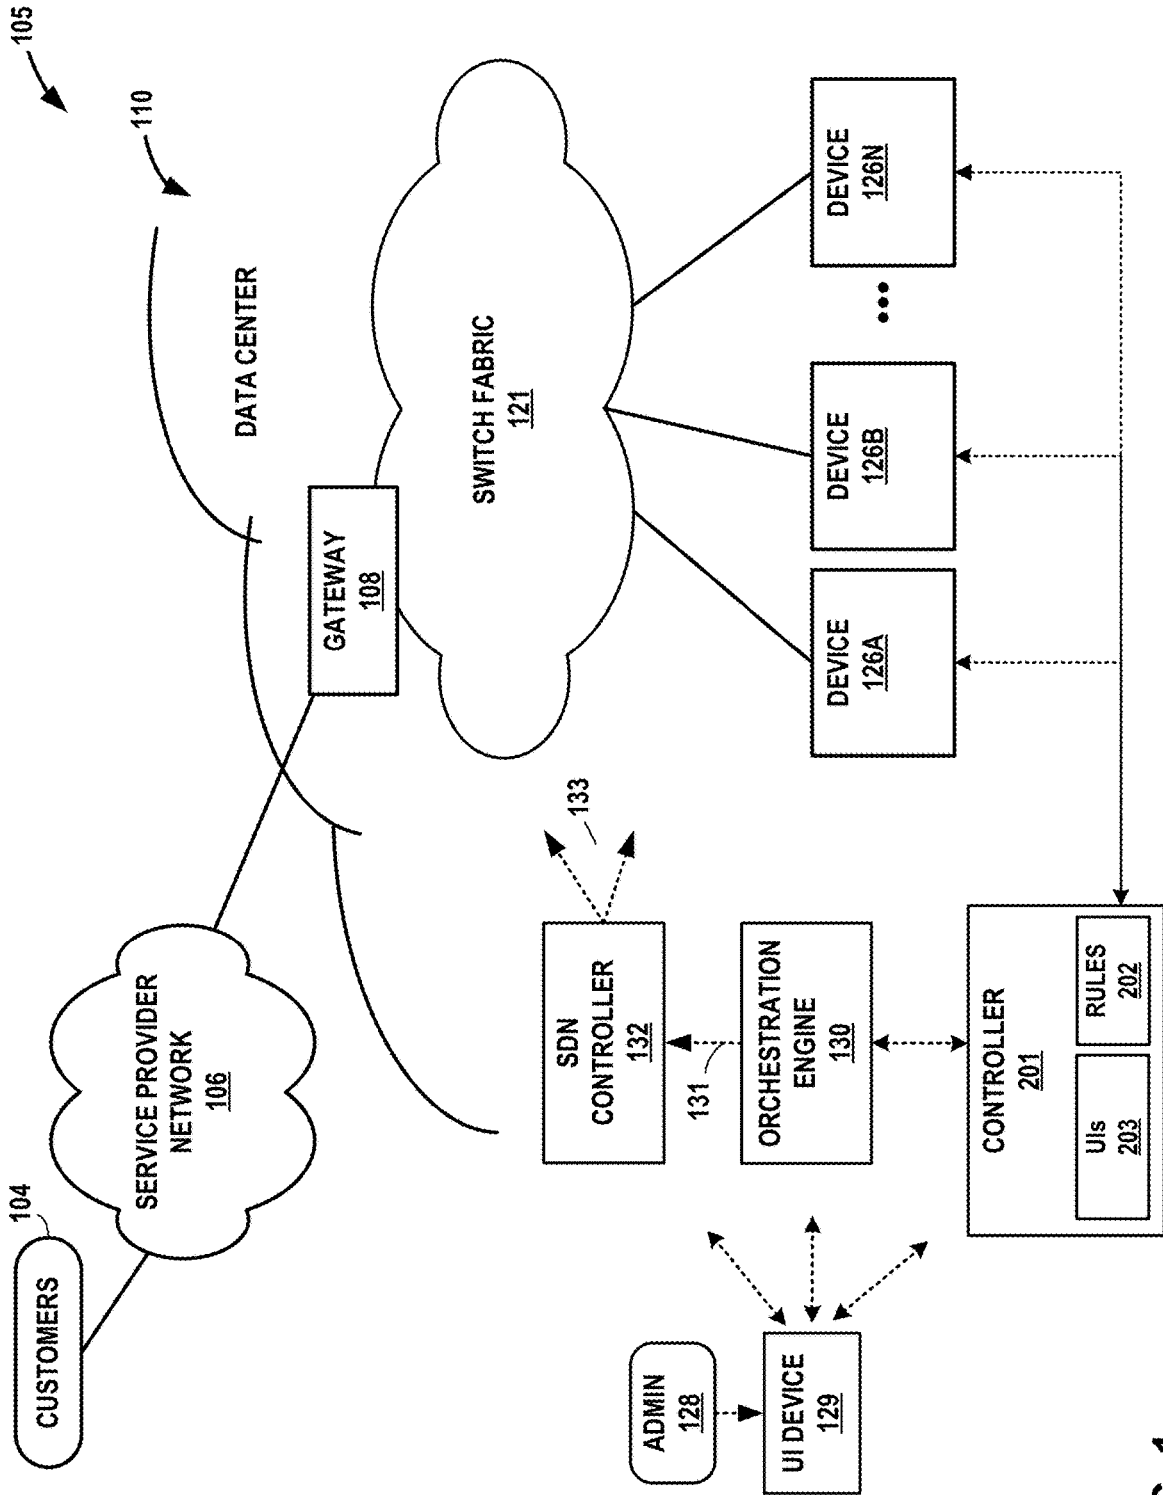 105
110
104
CUSTOMERS
SERVICE PROVIDER
NETWORK
106
DATA CENTER
GATEWAY
108
SWITCH FABRIC
121
DEVICE
126A
DEVICE
126B
•••
DEVICE
126N
133
SDN
CONTROLLER
132
131
ORCHESTRATION
ENGINE
130
ADMIN
128
UI DEVICE
129
CONTROLLER
201
UIs
203
RULES
202